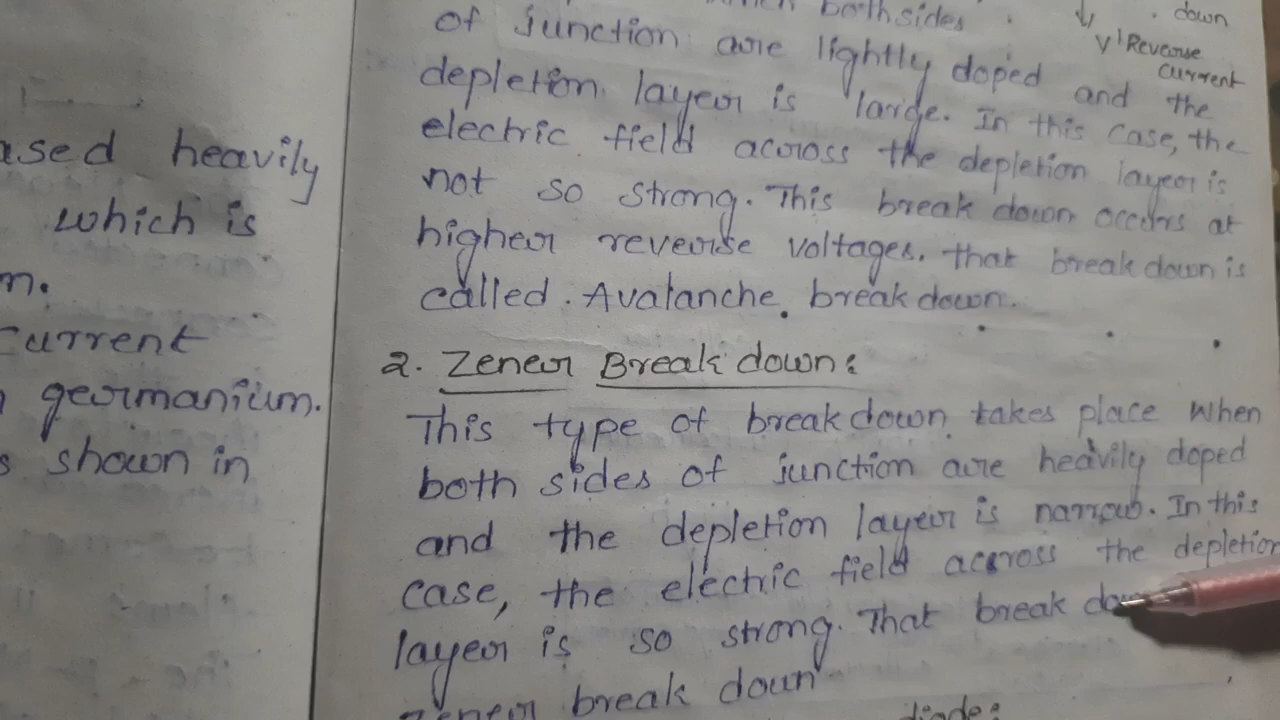 heavily
which is
current
germanium.
shown in
both sides
down
of junction are lightly doped
Reverse
current
and the
depletion layer is large. In this case, the
electric field across the depletion layer is
not so strong. This break down occurs at
higher reverse voltages. that break down is
called. Avalanche break down.
2. Zener Break down:
This type of break down takes place when
both sides of junction are heavily doped
and the depletion layer is narrow. In this
case, the electric field across the depletion
layer is so strong. That break
zener break down
diode: